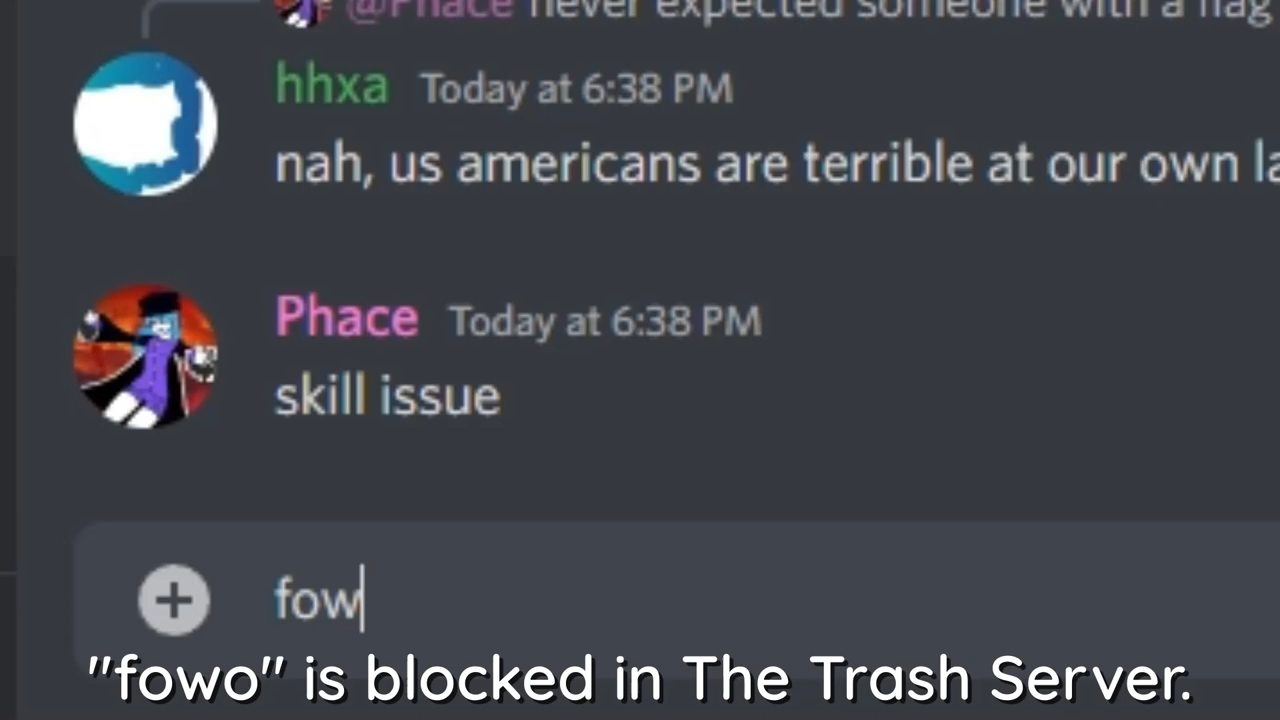 @Phace never expected someone with a flag
hhxa Today at 6:38 PM
nah, us americans are terrible at our own la
Phace Today at 6:38 PM
skill issue
fow
"fowo" is blocked in The Trash Server.